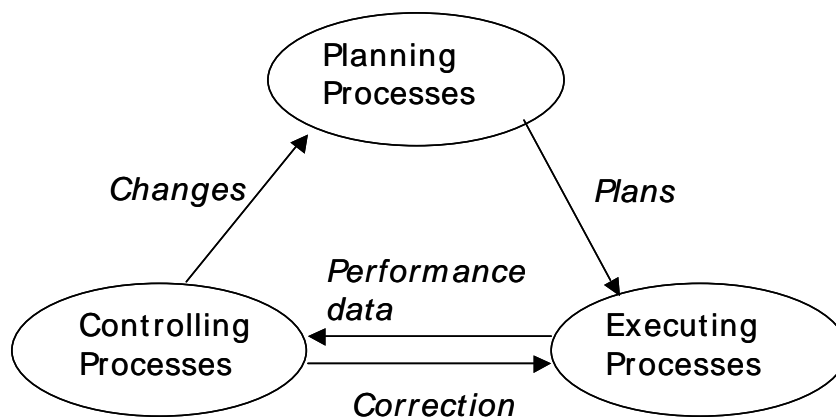 Planning
Processes
Changes
Plans
Performance
data
Controlling
Processes
Executing
Processes
Correction